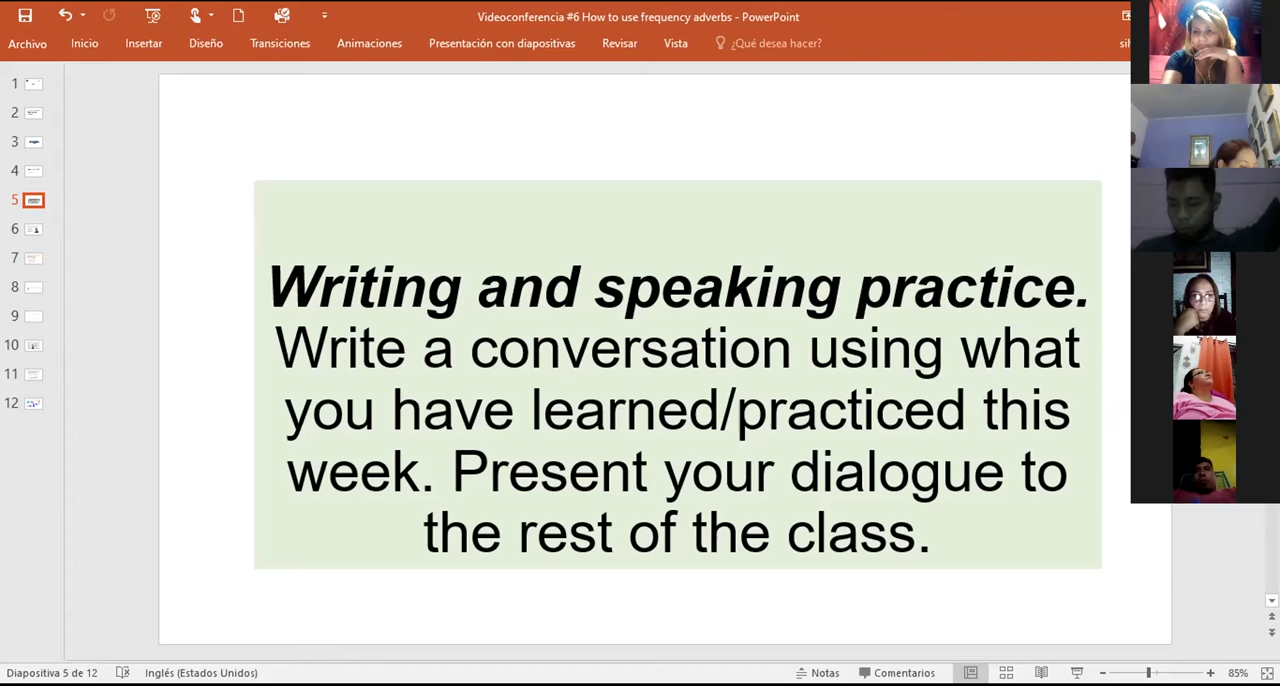 Videoconferencia #6 How to use frequency adverbs - PowerPoint
Archivo Inicio Insertar Diseño Transiciones Animaciones Presentación con diapositivas Revisar Vista ¿Qué desea hacer?
1
2
3
4
5
6
7
8
9
10
11
12
Writing and speaking practice.
Write a conversation using what
you have learned/practiced this
week. Present your dialogue to
the rest of the class.
Diapositiva 5 de 12 Inglés (Estados Unidos) Notas Comentarios 85%